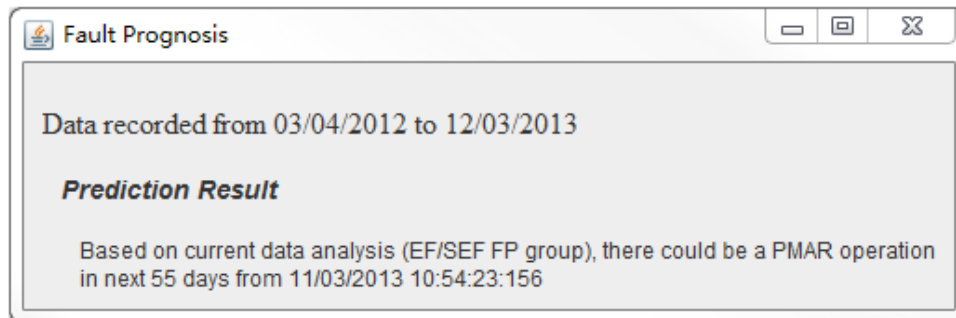 Fault Prognosis
Data recorded from 03/04/2012 to 12/03/2013
Prediction Result
Based on current data analysis (EF/SEF FP group), there could be a PMAR operation
in next 55 days from 11/03/2013 10:54:23:156